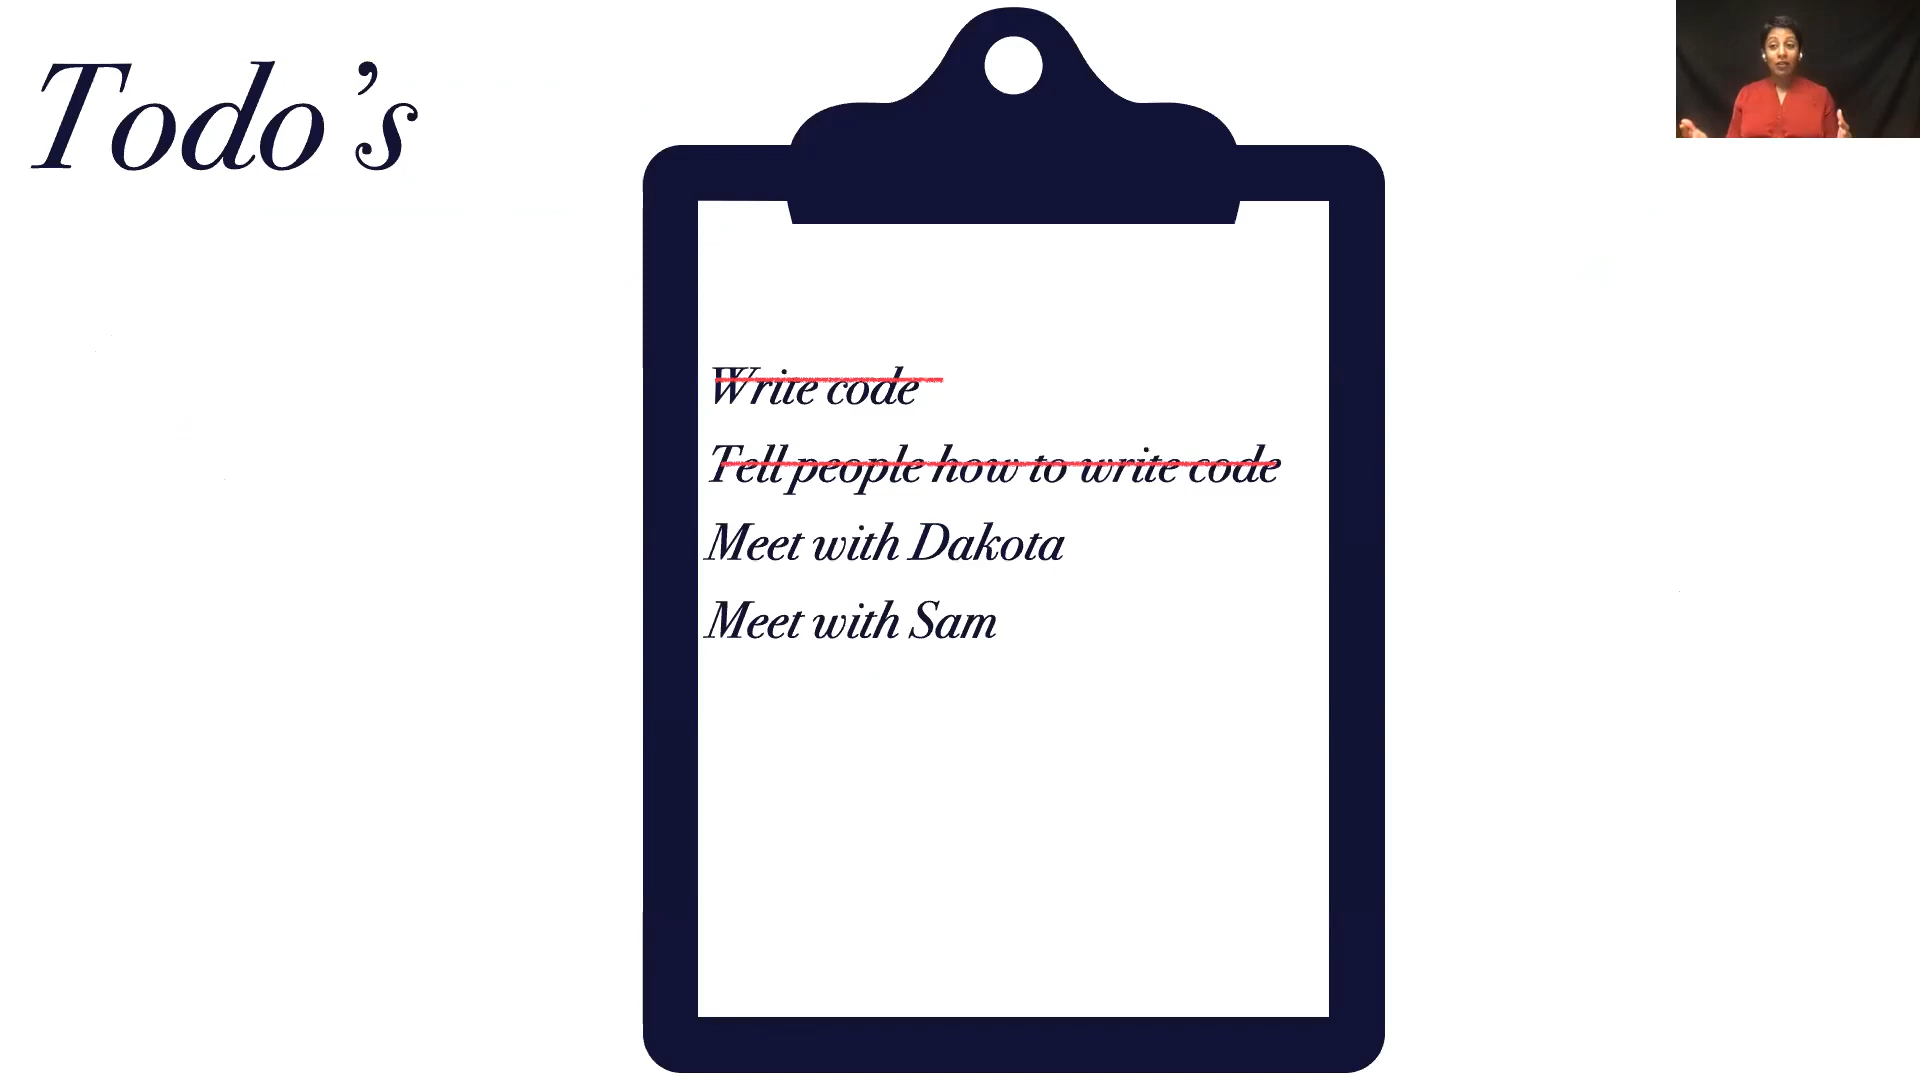 Todo’s
Write code
Tell people how to write code
Meet with Dakota
Meet with Sam